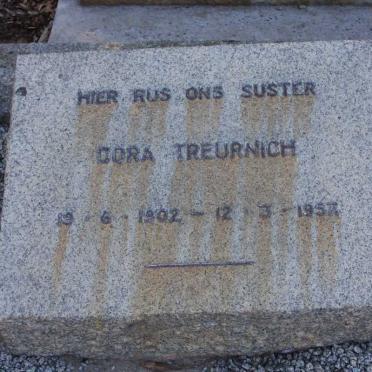 HIER RUS ONS SUSTER
DORA TREURNICH
19 - 6 - 1902 - 12 - 3 - 1957